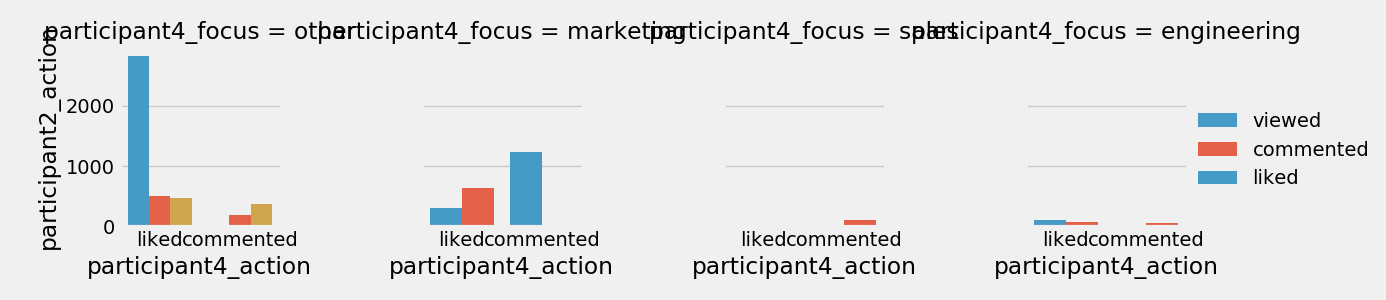 participant4_focus = other
participant4_focus = marketing
participant4_focus = sales
participant4_focus = engineering
participant2_action
2000
1000
0
liked commented
liked commented
liked commented
liked commented
participant4_action
participant4_action
participant4_action
participant4_action
viewed
commented
liked